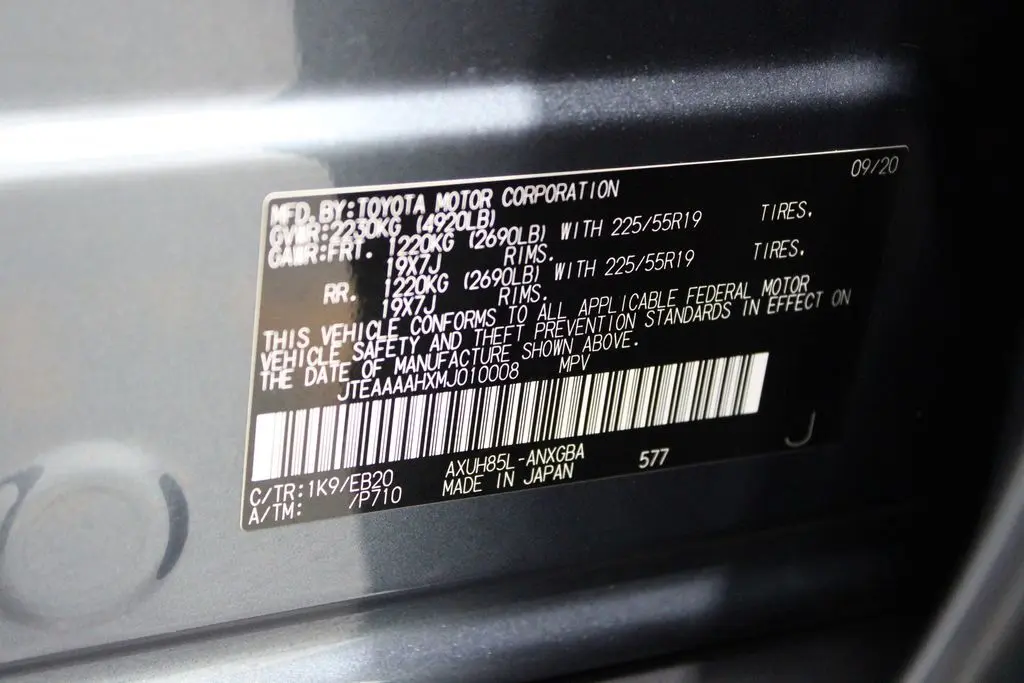 09/20
MFD. BY: TOYOTA MOTOR CORPORATION
GVWR: 2230KG (4920LB)
GAWR: FRT. 1220KG (2690LB) WITH 225/55R19 TIRES.
19X7J RIMS.
RR. 1220KG (2690LB) WITH 225/55R19 TIRES.
19X7J RIMS.
THIS VEHICLE CONFORMS TO ALL APPLICABLE FEDERAL MOTOR
VEHICLE SAFETY AND THEFT PREVENTION STANDARDS IN EFFECT ON
THE DATE OF MANUFACTURE SHOWN ABOVE.
JTEAAAAHXMJ010008 MPV
C/TR: 1K9/EB20 AXUH85L-ANXGBA 577 J
A/TM: /P710 MADE IN JAPAN